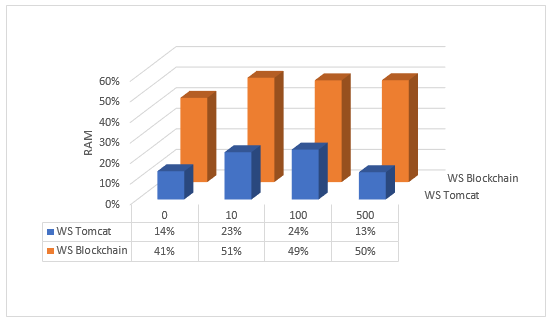 60%
50%
40%
30%
20%
10%
0%
RAM
WS Blockchain
WS Tomcat
0 10 100 500
WS Tomcat 14% 23% 24% 13%
WS Blockchain 41% 51% 49% 50%